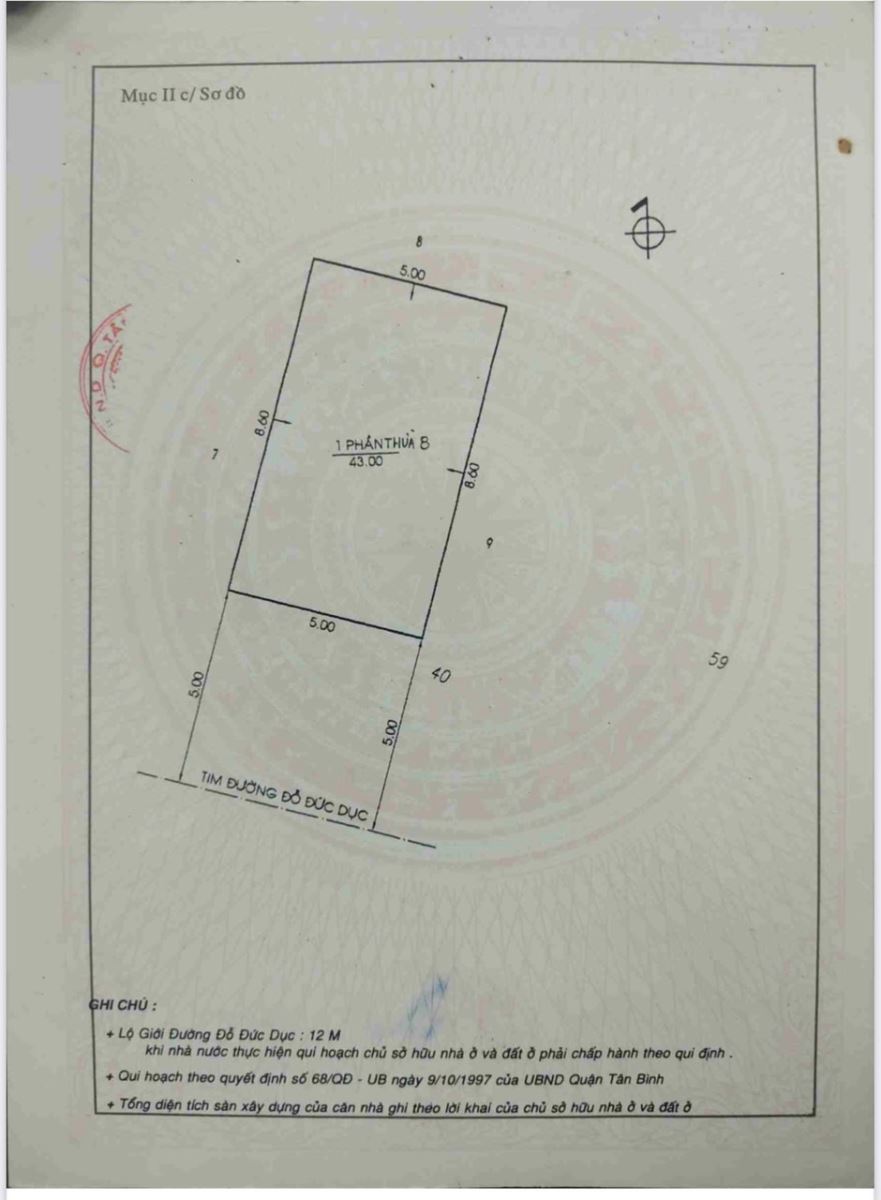 Mục II c/ Sơ đồ
8
5.00
N.D Q.TÂ
8.60
7
1 PHẦN THỬA 8
43.00
8.60
9
5.00
40
59
5.00
5.00
TIM ĐƯỜNG ĐỖ ĐỨC DỤC
GHI CHÚ :
+ Lộ Giới Đường Đỗ Đức Dục : 12 M
khi nhà nước thực hiện qui hoạch chủ sở hữu nhà ở và đất ở phải chấp hành theo qui định .
+ Qui hoạch theo quyết định số 68/QĐ - UB ngày 9/10/1997 của UBND Quận Tân Bình
+ Tổng diện tích sàn xây dựng của căn nhà ghi theo lời khai của chủ sở hữu nhà ở và đất ở